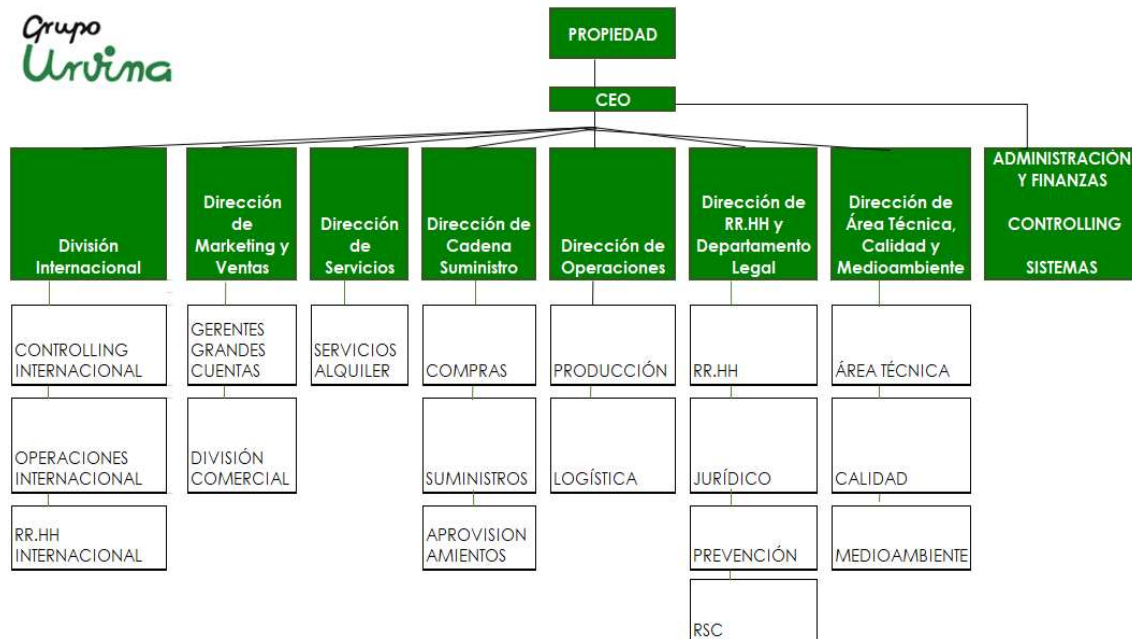 Grupo
Urvina
PROPIEDAD
CEO
División
Internacional
Dirección
de
Marketing y
Ventas
Dirección
de
Servicios
Dirección de
Cadena
Suministro
Dirección de
Operaciones
Dirección de
RR.HH y
Departamento
Legal
Dirección de
Área Técnica,
Calidad y
Medioambiente
ADMINISTRACIÓN
Y FINANZAS
CONTROLLING
SISTEMAS
CONTROLLING
INTERNACIONAL
OPERACIONES
INTERNACIONAL
RR.HH
INTERNACIONAL
GERENTES
GRANDES
CUENTAS
DIVISIÓN
COMERCIAL
SERVICIOS
ALQUILER
COMPRAS
SUMINISTROS
APROVISION
AMIENTOS
PRODUCCIÓN
LOGÍSTICA
RR.HH
JURÍDICO
PREVENCIÓN
RSC
ÁREA TÉCNICA
CALIDAD
MEDIOAMBIENTE